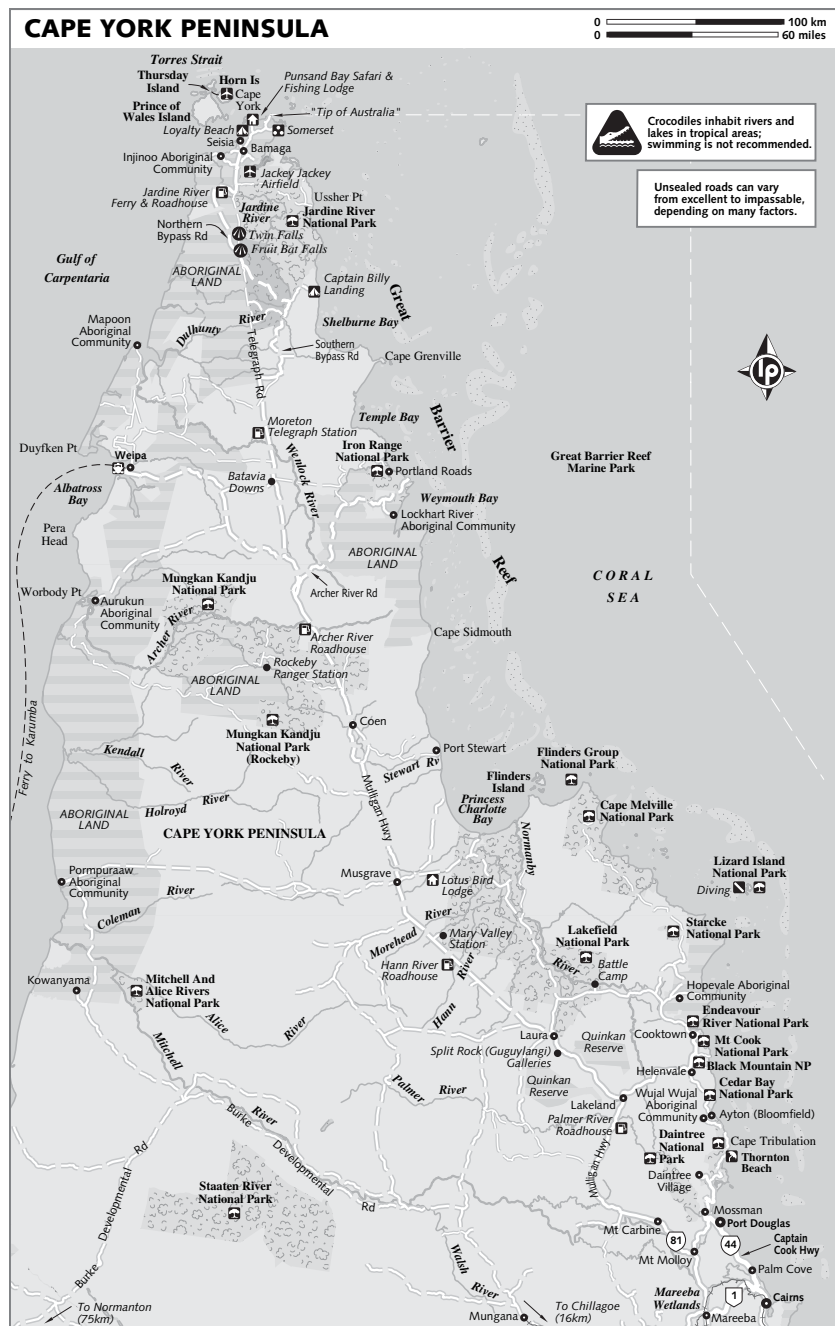 CAPE YORK PENINSULA
0 100 km
0 60 miles
Torres Strait
Thursday
Island
Horn Is
Cape
York
Punsand Bay Safari &
Fishing Lodge
Prince of
Wales Island
"Tip of Australia"
Loyalty Beach
Somerset
Seisia
Bamaga
Injinoo Aboriginal
Community
Jackey Jackey
Airfield
Crocodiles inhabit rivers and
lakes in tropical areas;
swimming is not recommended.
Unsealed roads can vary
from excellent to impassable,
depending on many factors.
Jardine River
Ferry & Roadhouse
Ussher Pt
Jardine
River
Jardine River
National Park
Northern
Bypass Rd
Twin Falls
Fruit Bat Falls
Gulf of
Carpentaria
ABORIGINAL
LAND
Captain Billy
Landing
Great
Barrier
Reef
Shelburne Bay
Mapoon
Aboriginal
Community
Dulhunty
River
Telegraph Rd
Southern
Bypass Rd
Cape Grenville
lp
Temple Bay
Moreton
Telegraph Station
Iron Range
National Park
Portland Roads
Great Barrier Reef
Marine Park
Duyfken Pt
Weipa
Wenlock River
Batavia
Downs
Albatross
Bay
Weymouth Bay
Lockhart River
Aboriginal Community
Pera
Head
ABORIGINAL
LAND
CORAL
SEA
Mungkan Kandju
National Park
Archer River Rd
Worbody Pt
Aurukun
Aboriginal
Community
Archer River
Archer River
Roadhouse
Cape Sidmouth
Rockeby
Ranger Station
ABORIGINAL
LAND
Mungkan Kandju
National Park
(Rockeby)
Coen
Port Stewart
Stewart Rv
Ferry to Karumba
Kendall
River
Holroyd River
Mulligan Hwy
Flinders Group
National Park
Flinders
Island
Princess
Charlotte
Bay
Cape Melville
National Park
ABORIGINAL
LAND
CAPE YORK PENINSULA
Normanby
River
Lizard Island
National Park
Diving
Pormpuraaw
Aboriginal
Community
Coleman River
Musgrave
Lotus Bird
Lodge
Starcke
National Park
Morehead River
Mary Valley
Station
Lakefield
National Park
Hann River
Roadhouse
Hann River
Battle
Camp
Kowanyama
Mitchell And
Alice Rivers
National Park
Alice River
Hopevale Aboriginal
Community
Endeavour
River National Park
Laura
Quinkan
Reserve
Cooktown
Mt Cook
National Park
Split Rock (Guguylangi)
Galleries
Black Mountain NP
Helenvale
Mitchell
River
Palmer River
Quinkan
Reserve
Cedar Bay
National Park
Lakeland
Wujal Wujal
Aboriginal
Community
Ayton (Bloomfield)
Palmer River
Roadhouse
Burke
Developmental
Rd
Daintree
National
Park
Cape Tribulation
Thornton
Beach
Mulligan Hwy
Daintree
Village
Staaten River
National Park
Burke
Developmental
Rd
Mossman
Port Douglas
Mt Carbine
81
44
Captain
Cook Hwy
Mt Molloy
Palm Cove
Walsh
River
Mareeba
Wetlands
1
Cairns
To Normanton
(75km)
To Chillagoe
(16km)
Mungana
Mareeba